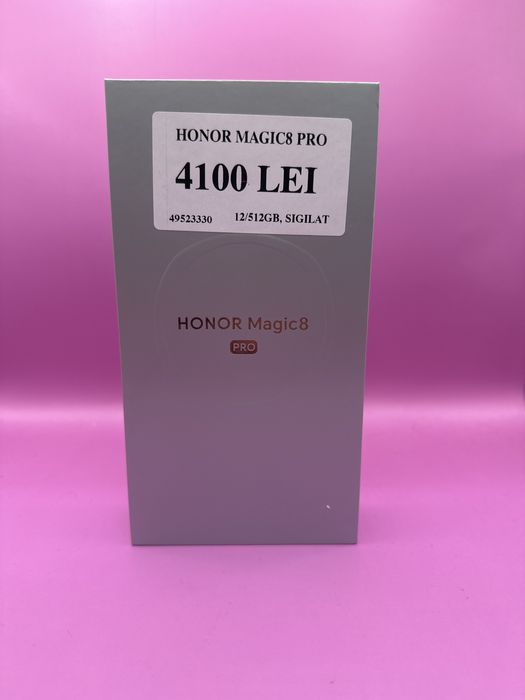 HONOR MAGIC8 PRO
4100 LEI
49523330 12/512GB, SIGILAT
HONOR Magic8
PRO